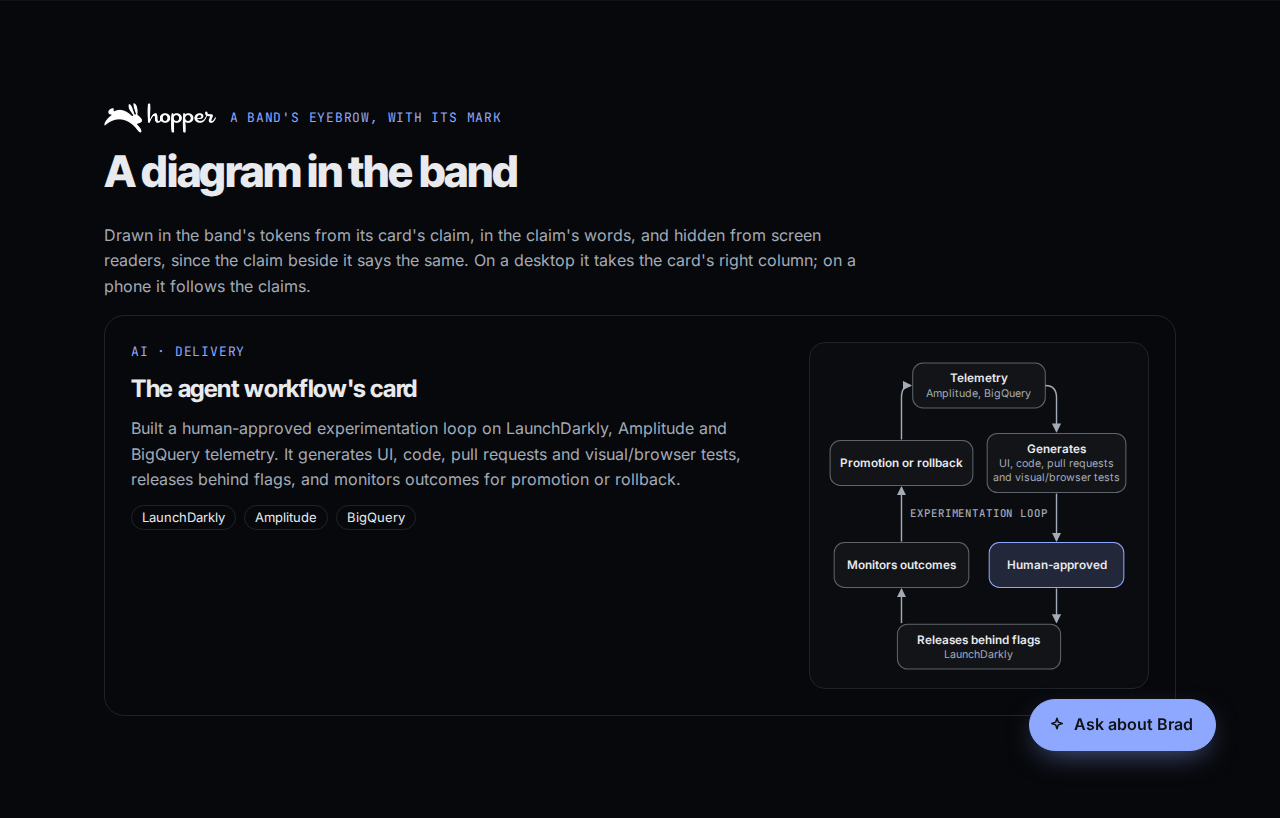 hopper A BAND'S EYEBROW, WITH ITS MARK
A diagram in the band
Drawn in the band's tokens from its card's claim, in the claim's words, and hidden from screen
readers, since the claim beside it says the same. On a desktop it takes the card's right column; on a
phone it follows the claims.
AI · DELIVERY
The agent workflow's card
Built a human-approved experimentation loop on LaunchDarkly, Amplitude and
BigQuery telemetry. It generates UI, code, pull requests and visual/browser tests,
releases behind flags, and monitors outcomes for promotion or rollback.
LaunchDarkly Amplitude BigQuery
Telemetry
Amplitude, BigQuery
Generates
UI, code, pull requests
and visual/browser tests
Promotion or rollback
EXPERIMENTATION LOOP
Monitors outcomes
Human-approved
Releases behind flags
LaunchDarkly
Ask about Brad